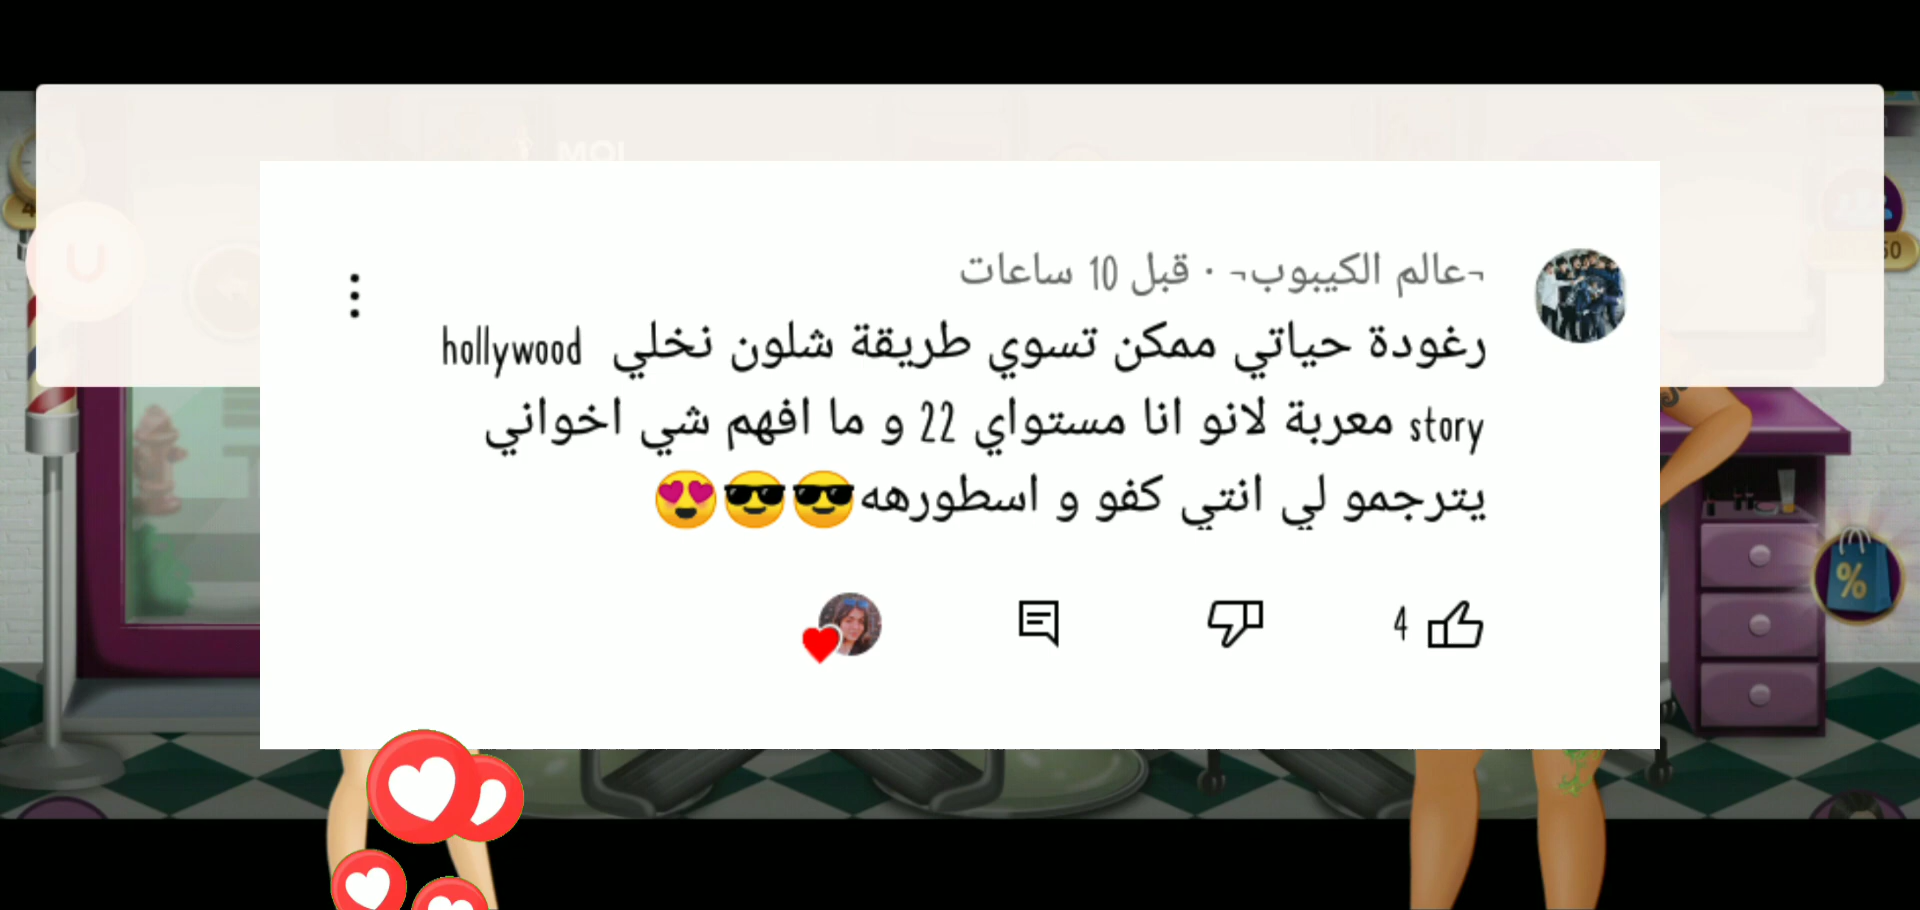 MOI
¬عالم الكيبوب¬ · قبل 10 ساعات
رغودة حياتي ممكن تسوي طريقة شلون نخلي hollywood
story معربة لانو انا مستواي 22 و ما افهم شي اخواني
يترجمو لي انتي كفو و اسطورهه😎😎😍
4
U
%